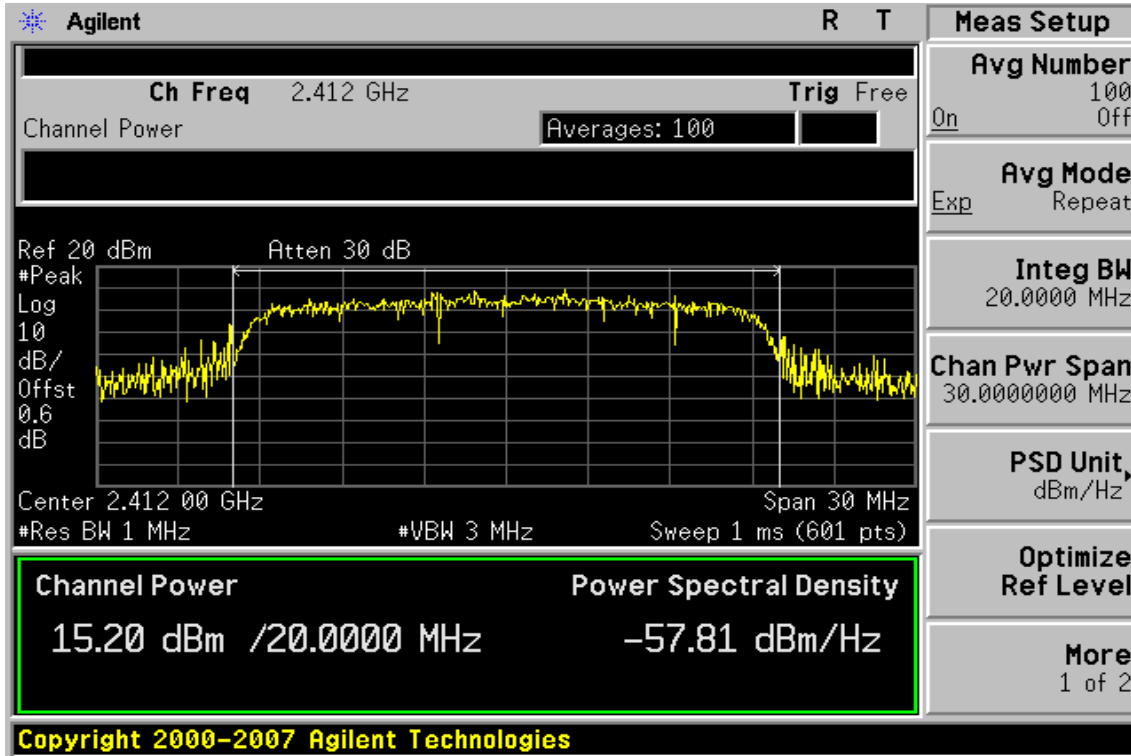 Agilent R T
Ch Freq 2.412 GHz Trig Free
Channel Power Averages: 100
Ref 20 dBm Atten 30 dB
#Peak
Log
10
dB/
Offst
0.6
dB
Center 2.412 00 GHz Span 30 MHz
#Res BW 1 MHz #VBW 3 MHz Sweep 1 ms (601 pts)
Channel Power Power Spectral Density
15.20 dBm /20.0000 MHz -57.81 dBm/Hz
Copyright 2000-2007 Agilent Technologies
Meas Setup
Avg Number
100
On Off
Avg Mode
Exp Repeat
Integ BW
20.0000 MHz
Chan Pwr Span
30.0000000 MHz
PSD Unit
dBm/Hz
Optimize
Ref Level
More
1 of 2